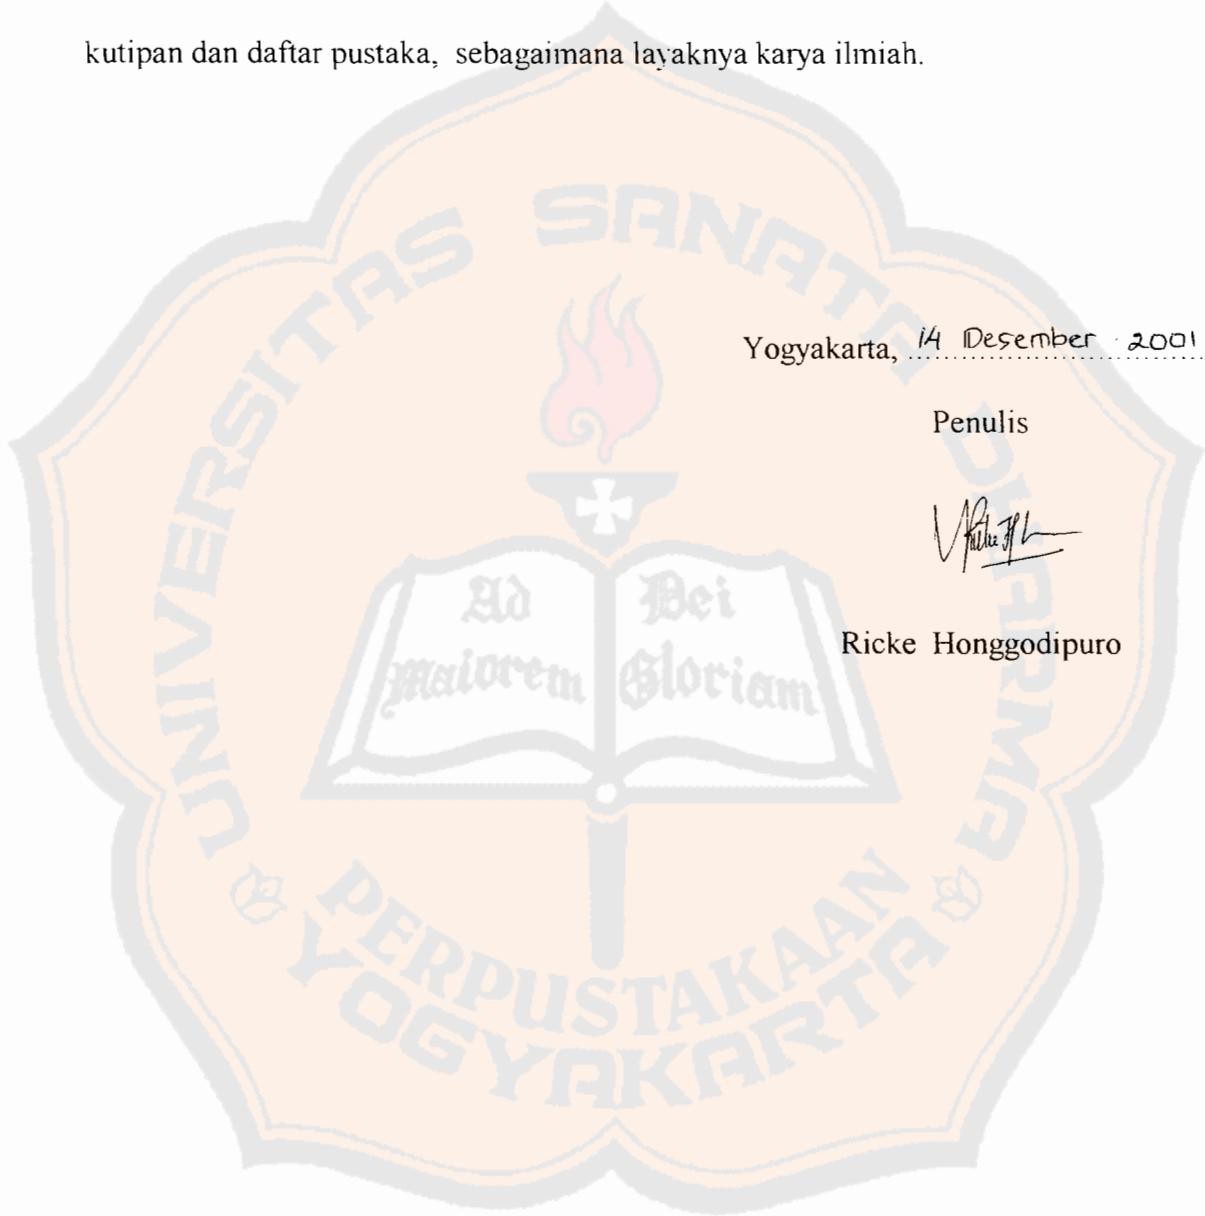 kutipan dan daftar pustaka, sebagaimana layaknya karya ilmiah.
UNIVERSITAS SANATA DHARMA
Yogyakarta, 14 Desember 2001
Penulis
Ad Dei
maiorem Gloriam
Ricke Honggodipuro
PERPUSTAKAAN
YOGYAKARTA